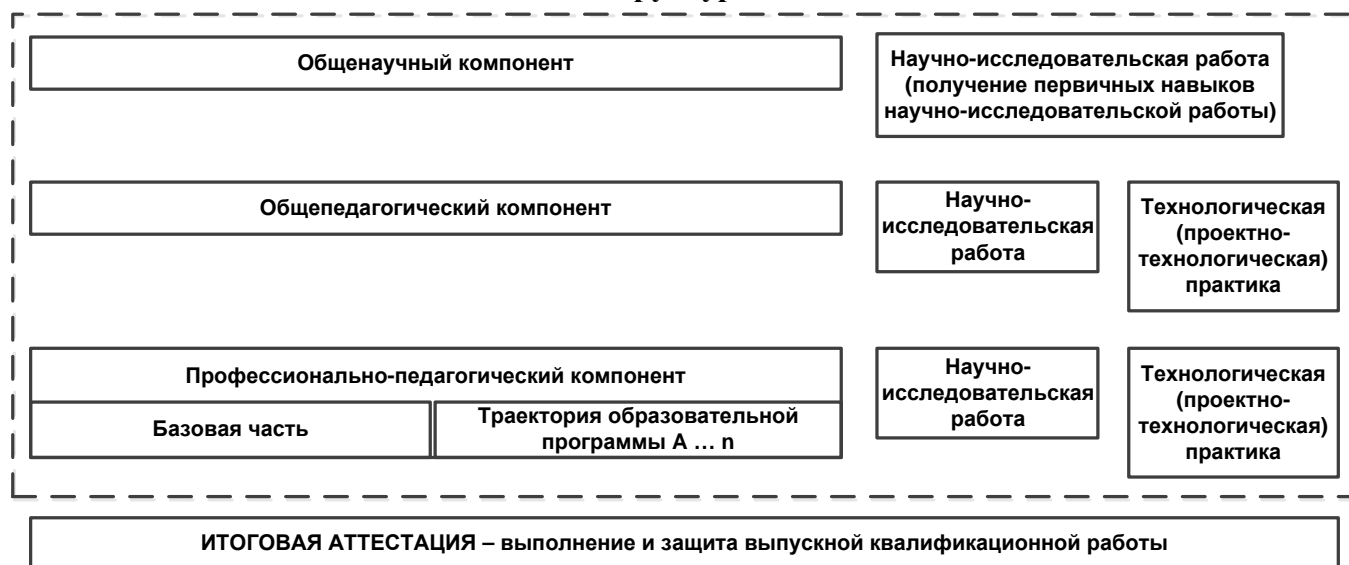 Общенаучный компонент
Научно-исследовательская работа
(получение первичных навыков
научно-исследовательской работы)
Общепедагогический компонент
Научно-
исследовательская
работа
Технологическая
(проектно-
технологическая)
практика
Профессионально-педагогический компонент
Базовая часть
Траектория образовательной
программы А … n
Научно-
исследовательская
работа
Технологическая
(проектно-
технологическая)
практика
ИТОГОВАЯ АТТЕСТАЦИЯ – выполнение и защита выпускной квалификационной работы